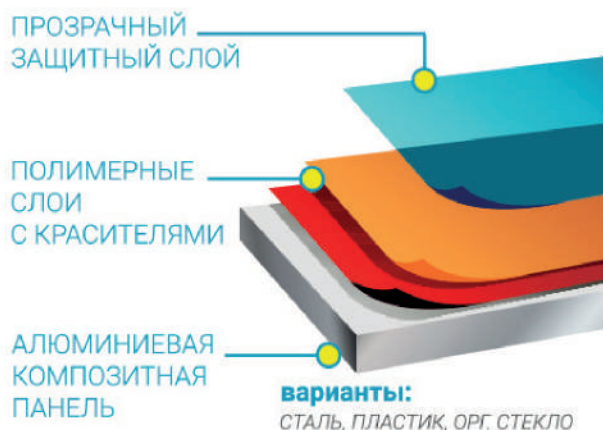 ПРОЗРАЧНЫЙ
ЗАЩИТНЫЙ СЛОЙ
ПОЛИМЕРНЫЕ
СЛОИ
С КРАСИТЕЛЯМИ
АЛЮМИНИЕВАЯ
КОМПОЗИТНАЯ
ПАНЕЛЬ
варианты:
СТАЛЬ, ПЛАСТИК, ОРГ. СТЕКЛО